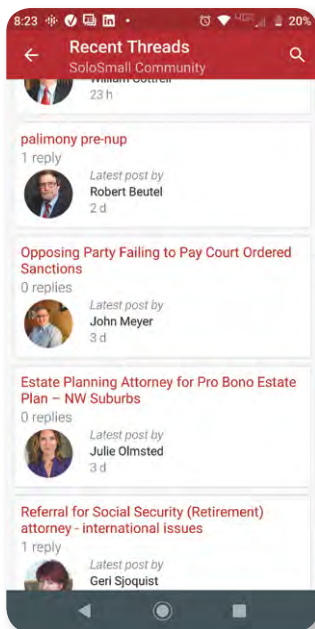 8:23
20%
Recent Threads
SoloSmall Community
William Cottrell
23 h
palimony pre-nup
1 reply
Latest post by
Robert Beutel
2 d
Opposing Party Failing to Pay Court Ordered
Sanctions
0 replies
Latest post by
John Meyer
3 d
Estate Planning Attorney for Pro Bono Estate
Plan – NW Suburbs
0 replies
Latest post by
Julie Olmsted
3 d
Referral for Social Security (Retirement)
attorney - international issues
1 reply
Latest post by
Geri Sjoquist